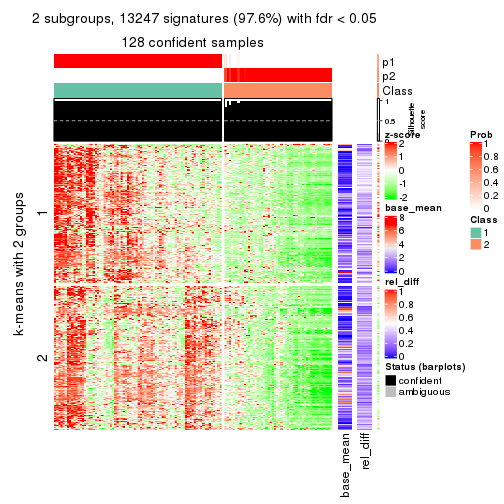 2 subgroups, 13247 signatures (97.6%) with fdr < 0.05
128 confident samples
p1
p2
Class
1
0.5
0
Silhouette
score
k-means with 2 groups
1
2
base_mean
rel_diff
z-score
2
1
0
-1
-2
base_mean
8
6
4
2
0
rel_diff
1
0.8
0.6
0.4
0.2
0
Status (barplots)
confident
ambiguous
Prob
1
0.8
0.6
0.4
0.2
0
Class
1
2